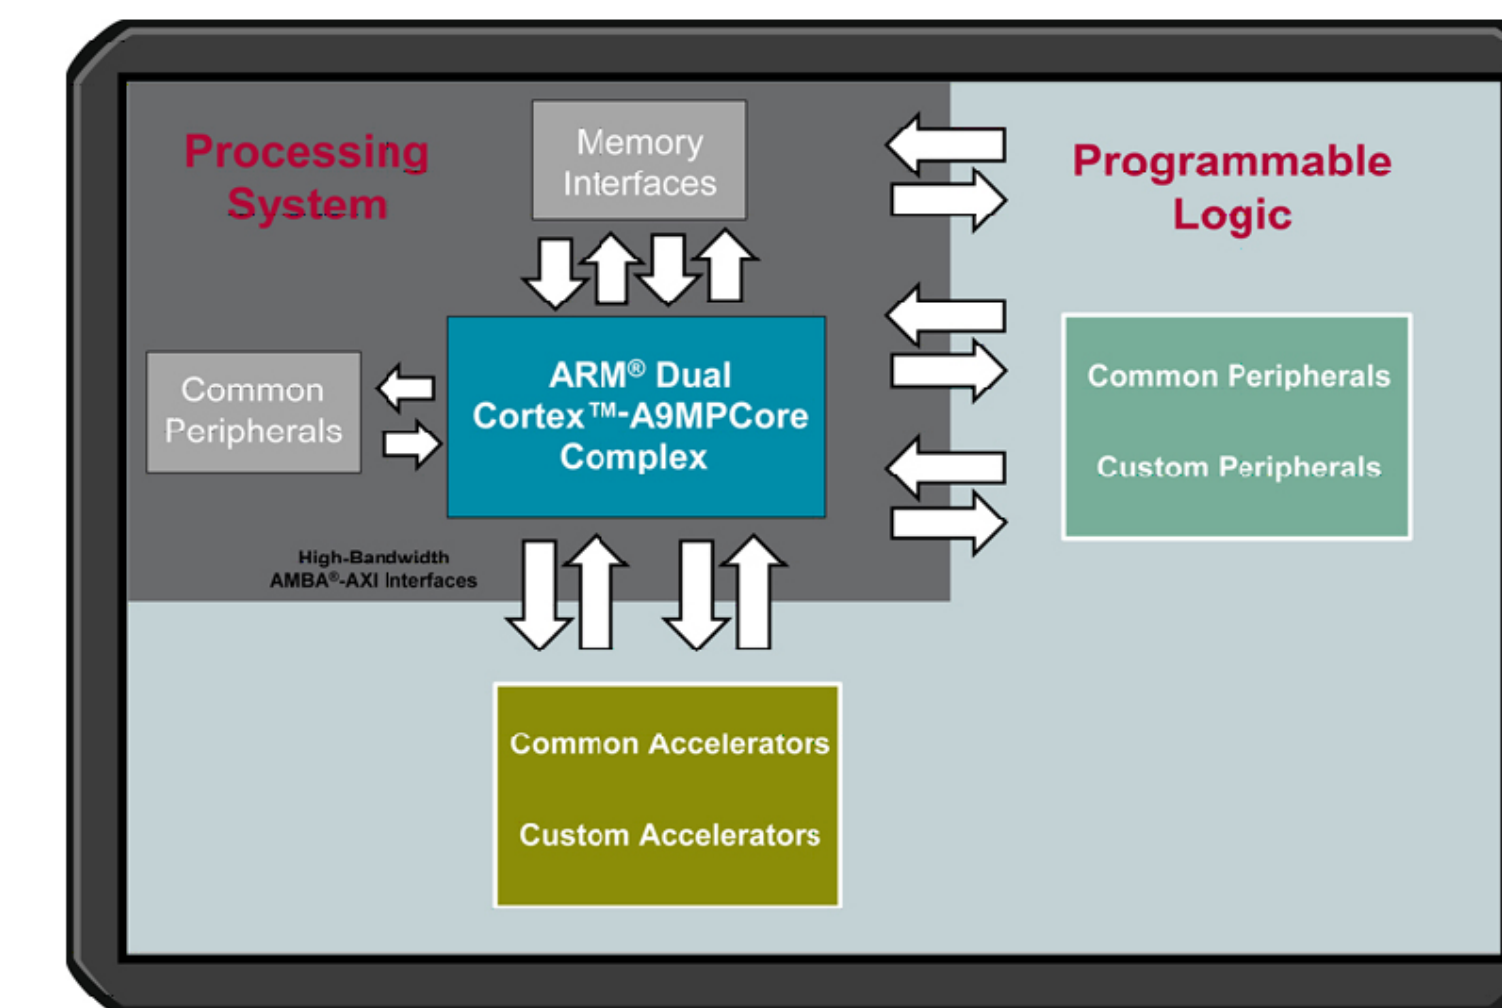 Processing
System
Memory
Interfaces
Programmable
Logic
Common
Peripherals
ARM® Dual
Cortex™-A9MPCore
Complex
Common Peripherals
Custom Peripherals
High-Bandwidth
AMBA®-AXI Interfaces
Common Accelerators
Custom Accelerators